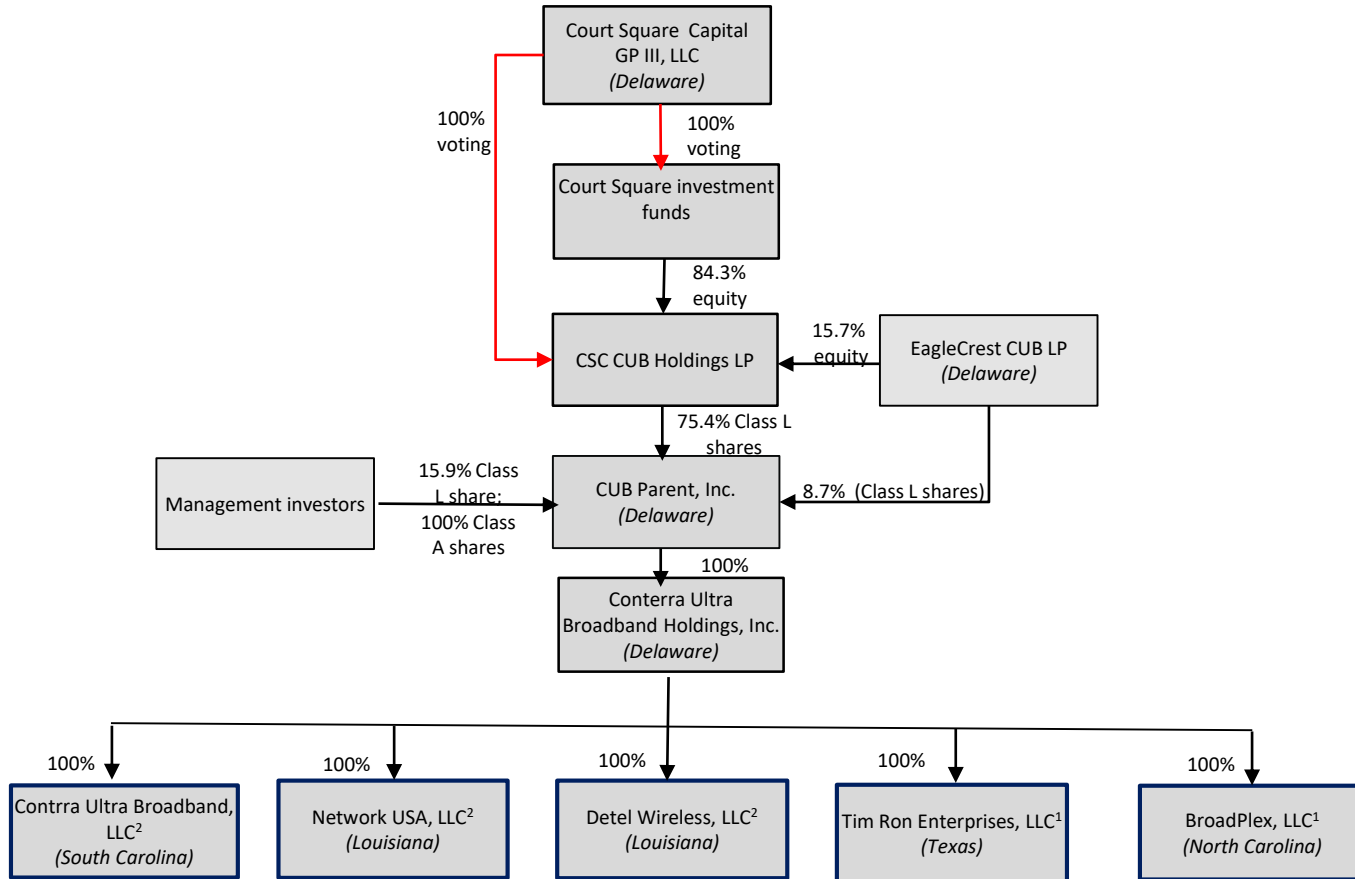 Court Square Capital
GP III, LLC
(Delaware)
100%
voting
100%
voting
Court Square investment
funds
84.3%
equity
15.7%
equity
EagleCrest CUB LP
(Delaware)
CSC CUB Holdings LP
75.4% Class L
shares
15.9% Class
L share;
100% Class
A shares
Management investors
CUB Parent, Inc.
(Delaware)
8.7% (Class L shares)
100%
Conterra Ultra
Broadband Holdings, Inc.
(Delaware)
100%
100%
100%
100%
100%
Contrra Ultra Broadband,
LLC²
(South Carolina)
Network USA, LLC²
(Louisiana)
Detel Wireless, LLC²
(Louisiana)
Tim Ron Enterprises, LLC¹
(Texas)
BroadPlex, LLC¹
(North Carolina)